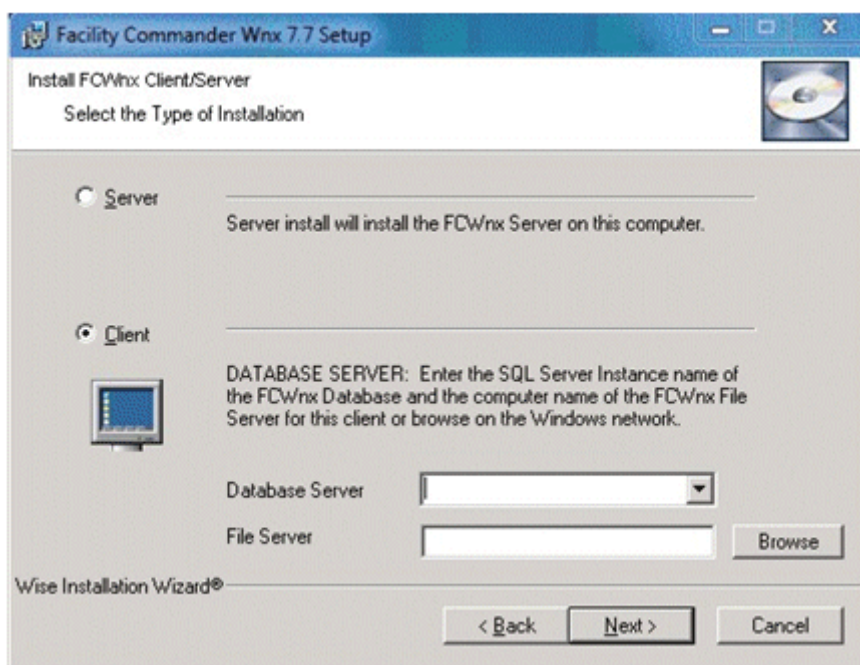 Facility Commander Wnx 7.7 Setup
Install FCWnx Client/Server
Select the Type of Installation
Server
Server install will install the FCWnx Server on this computer.
Client
DATABASE SERVER: Enter the SQL Server Instance name of
the FCWnx Database and the computer name of the FCWnx File
Server for this client or browse on the Windows network.
Database Server
File Server
Browse
Wise Installation Wizard®
< Back
Next >
Cancel